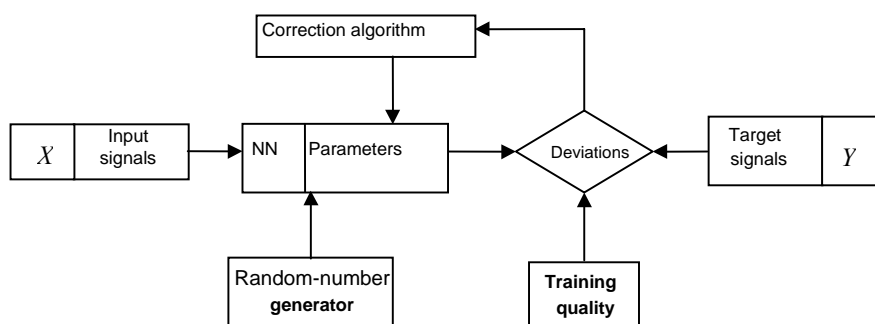 Correction algorithm
X
Input
signals
NN
Parameters
Deviations
Target
signals
Y
Random-number
generator
Training
quality